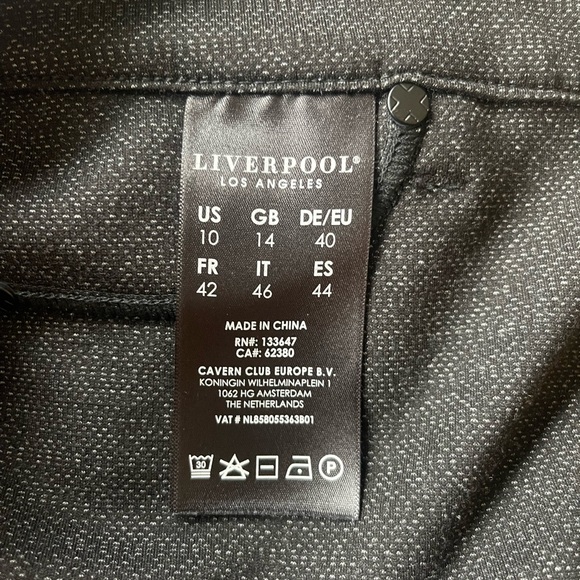 LIVERPOOL®
LOS ANGELES
US GB DE/EU
10 14 40
FR IT ES
42 46 44
MADE IN CHINA
RN#: 133647
CA#: 62380
CAVERN CLUB EUROPE B.V.
KONINGIN WILHELMINAPLEIN 1
1062 HG AMSTERDAM
THE NETHERLANDS
VAT # NL858055363B01
30 P